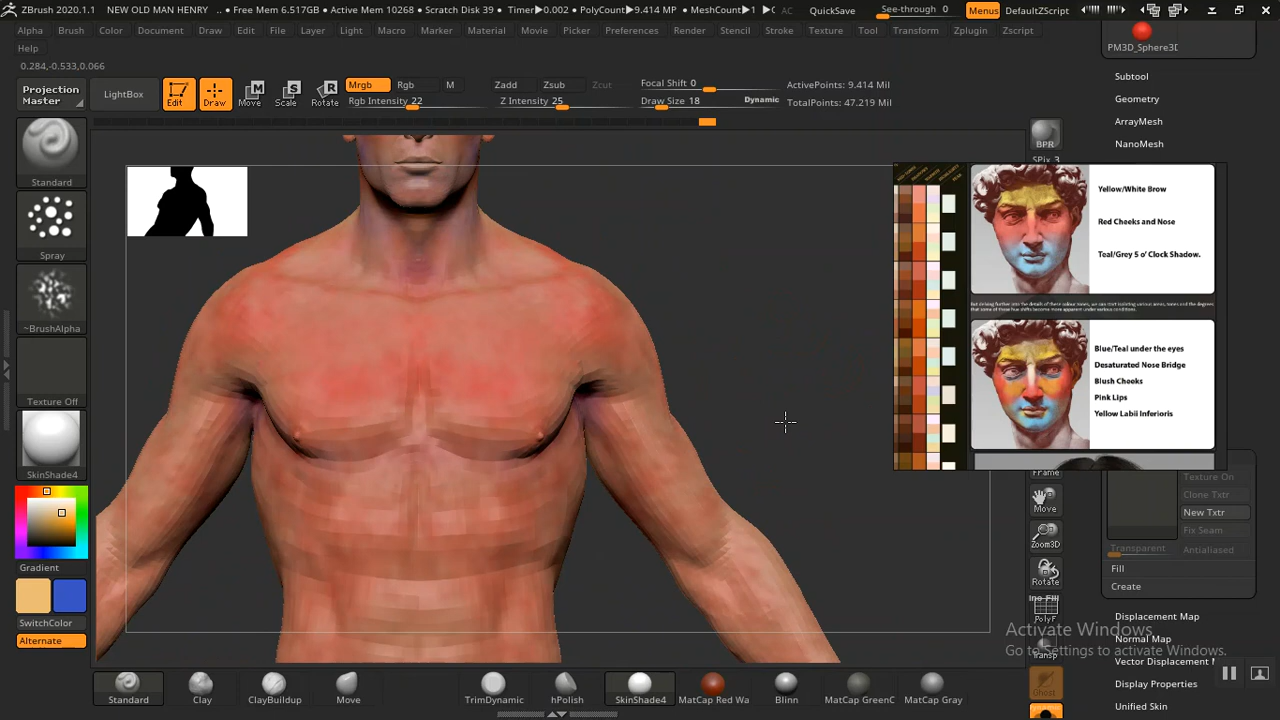 ZBrush 2020.1.1 NEW OLD MAN HENRY .. • Free Mem 6.517GB • Active Mem 10268 • Scratch Disk 39 • Timer▶0.002 • PolyCount▶9.414 MP • MeshCount▶1 AC QuickSave See-through 0 Menus DefaultZScript
Alpha Brush Color Document Draw Edit File Layer Light Macro Marker Material Movie Picker Preferences Render Stencil Stroke Texture Tool Transform Zplugin Zscript
Help
PM3D_Sphere3D
0.284,-0.533,0.066
Projection Master
LightBox
Edit Draw Move Scale Rotate
Mrgb Rgb M
Rgb Intensity 22
Zadd Zsub Zcut
Z Intensity 25
Focal Shift 0
Draw Size 18 Dynamic
ActivePoints: 9.414 Mil
TotalPoints: 47.219 Mil
Subtool
Geometry
ArrayMesh
NanoMesh
Standard
Spray
~BrushAlpha
Texture Off
SkinShade4
Gradient
SwitchColor
Alternate
BPR
SPix 3
Yellow/White Brow
Red Cheeks and Nose
Teal/Grey 5 o' Clock Shadow.
Blue/Teal under the eyes
Desaturated Nose Bridge
Blush Cheeks
Pink Lips
Yellow Labii Inferioris
Frame
Move
Zoom3D
Rotate
PolyF
Transp
Ghost
Texture On
Clone Txtr
New Txtr
Fix Seam
Transparent Antialiased
Fill
Create
Displacement Map
Normal Map
Vector Displacement
Display Properties
Unified Skin
Activate Windows
Go to Settings to activate Windows.
Standard Clay ClayBuildup Move TrimDynamic hPolish SkinShade4 MatCap Red Wa Blinn MatCap GreenC MatCap Gray